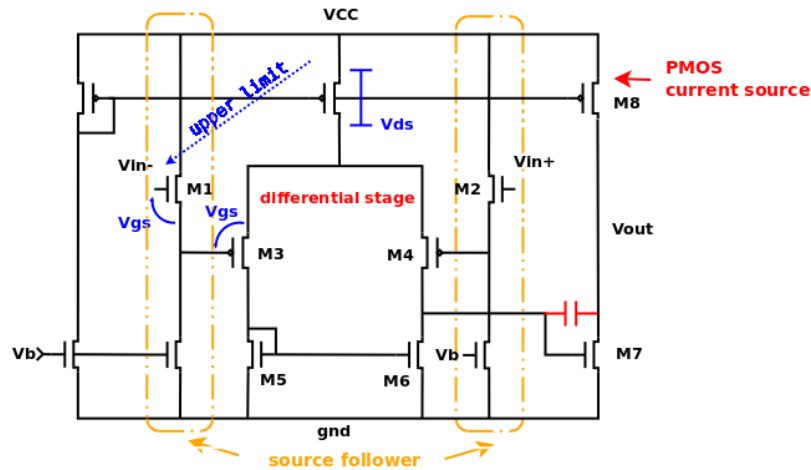 VCC
PMOS
current source
M8
upper limit
Vds
Vin-
M1
Vgs
Vgs
differential stage
M2
Vin+
M3
M4
Vout
Vb
M5
M6
Vb
M7
gnd
source follower